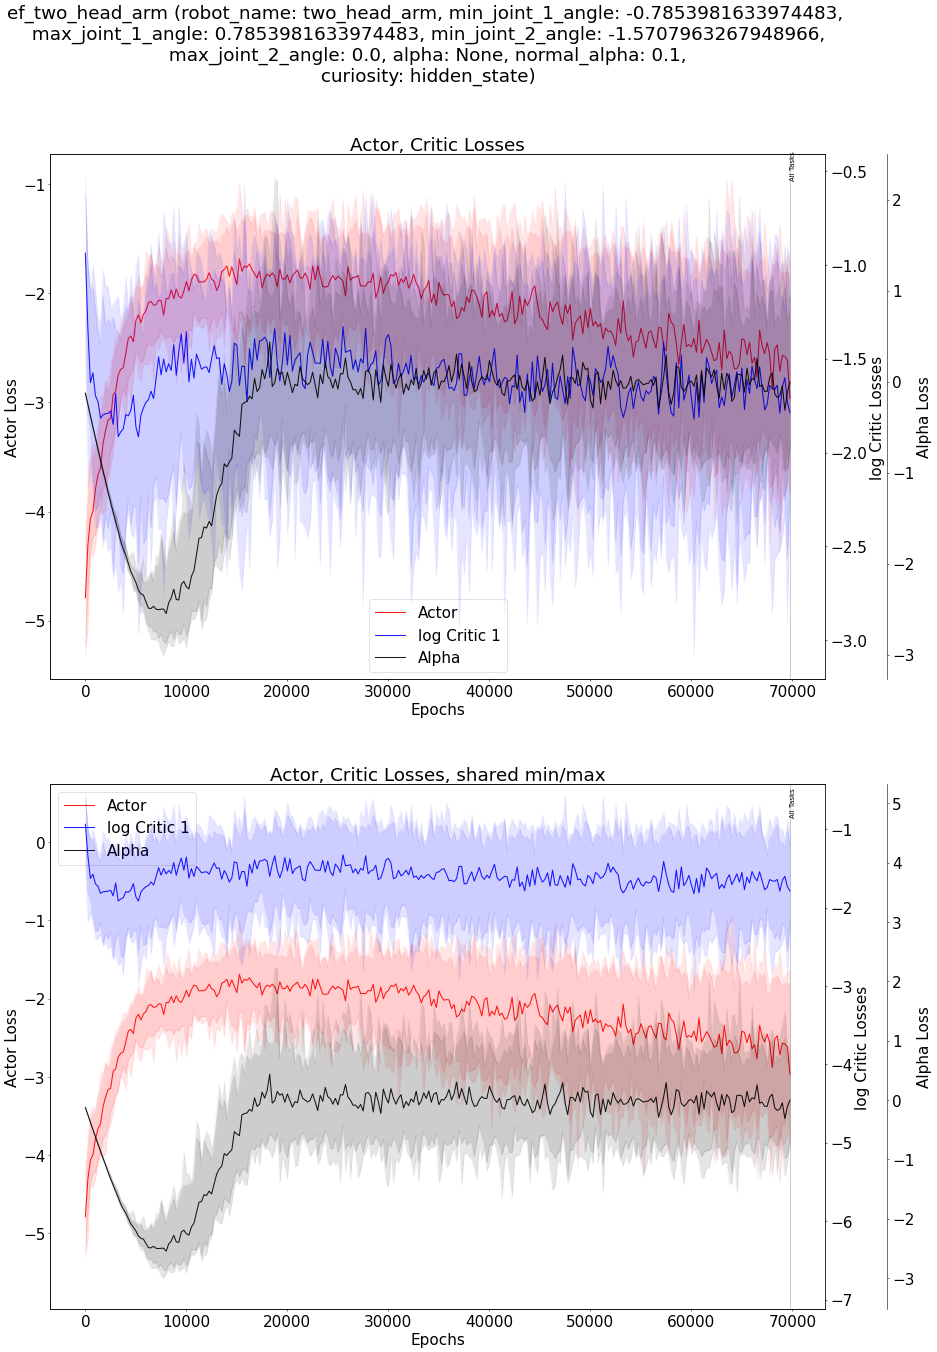 ef_two_head_arm (robot_name: two_head_arm, min_joint_1_angle: -0.7853981633974483,
max_joint_1_angle: 0.7853981633974483, min_joint_2_angle: -1.5707963267948966,
max_joint_2_angle: 0.0, alpha: None, normal_alpha: 0.1,
curiosity: hidden_state)
Actor, Critic Losses
All Tasks
−1
−2
−3
−4
−5
Actor Loss
−0.5
−1.0
−1.5
−2.0
−2.5
−3.0
log Critic Losses
2
1
0
−1
−2
−3
Alpha Loss
Actor
log Critic 1
Alpha
0 10000 20000 30000 40000 50000 60000 70000
Epochs
Actor, Critic Losses, shared min/max
Actor
log Critic 1
Alpha
All Tasks
0
−1
−2
−3
−4
−5
Actor Loss
−1
−2
−3
−4
−5
−6
−7
log Critic Losses
5
4
3
2
1
0
−1
−2
−3
Alpha Loss
0 10000 20000 30000 40000 50000 60000 70000
Epochs